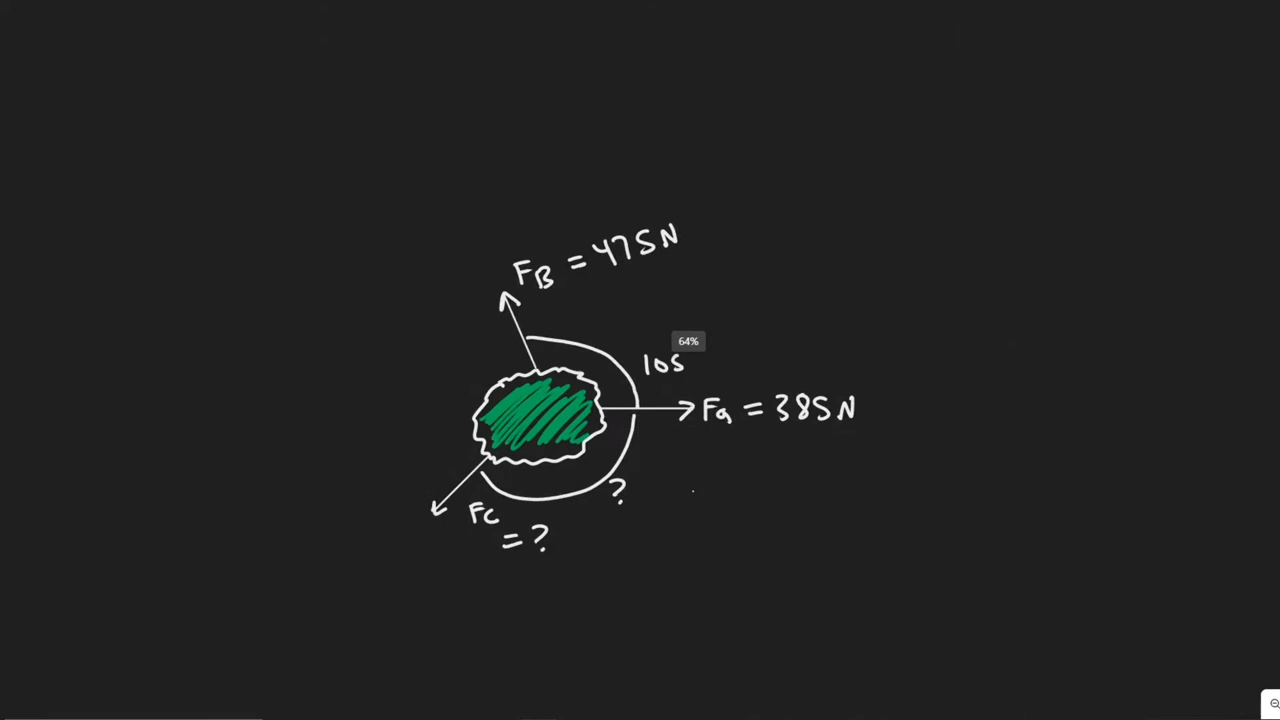 FB = 475N
64%
105
Fa = 385N
?
Fc
= ?